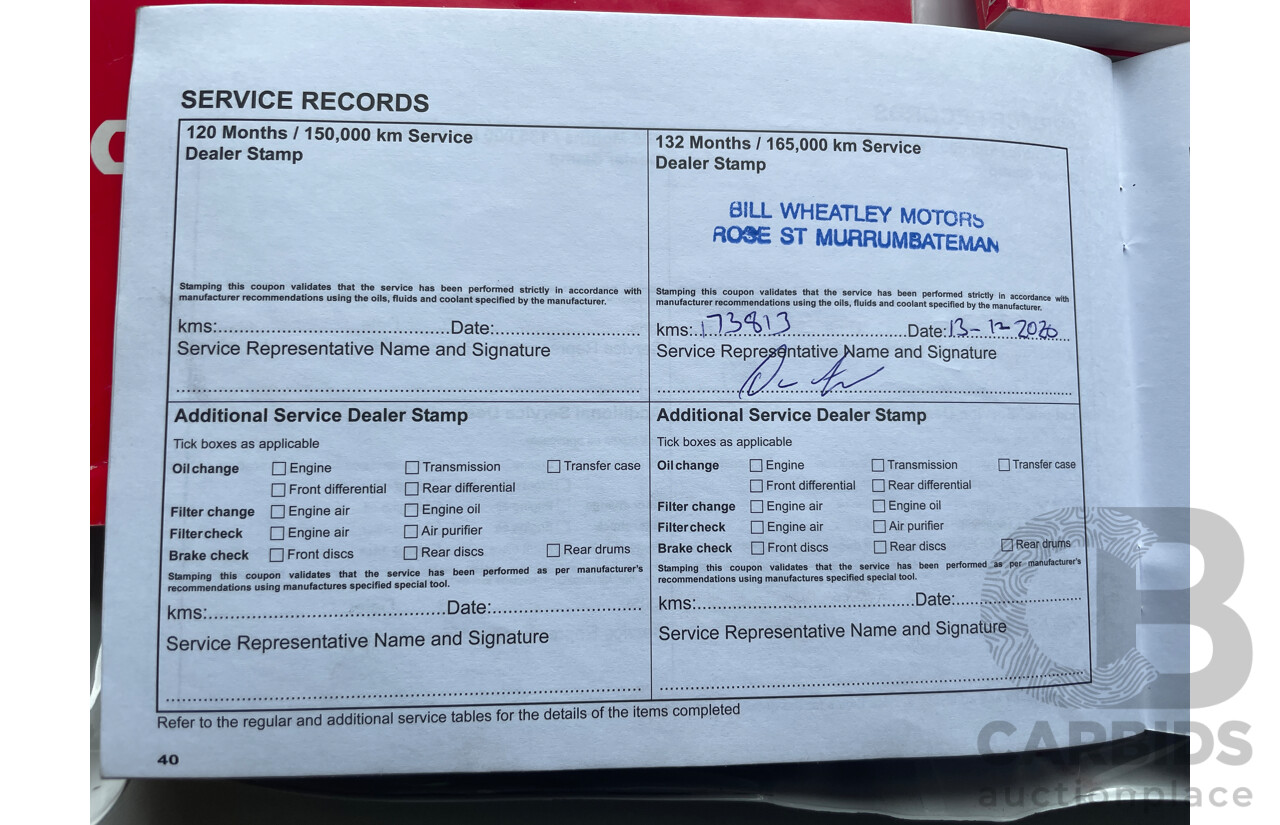 SERVICE RECORDS
120 Months / 150,000 km Service
Dealer Stamp
Stamping this coupon validates that the service has been performed strictly in accordance with
manufacturer recommendations using the oils, fluids and coolant specified by the manufacturer.
kms:..........Date:..........
Service Representative Name and Signature
Additional Service Dealer Stamp
Tick boxes as applicable
Oil change Engine Transmission Transfer case
Front differential Rear differential
Filter change Engine air Engine oil
Filter check Engine air Air purifier
Brake check Front discs Rear discs Rear drums
Stamping this coupon validates that the service has been performed as per manufacturer's
recommendations using manufactures specified special tool.
kms:..........Date:..........
Service Representative Name and Signature
132 Months / 165,000 km Service
Dealer Stamp
BILL WHEATLEY MOTORS
ROSE ST MURRUMBATEMAN
Stamping this coupon validates that the service has been performed strictly in accordance with
manufacturer recommendations using the oils, fluids and coolant specified by the manufacturer.
kms: 173813 Date: 13-12-2020
Service Representative Name and Signature
Additional Service Dealer Stamp
Tick boxes as applicable
Oil change Engine Transmission Transfer case
Front differential Rear differential
Filter change Engine air Engine oil
Filter check Engine air Air purifier
Brake check Front discs Rear discs Rear drums
Stamping this coupon validates that the service has been performed as per manufacturer's
recommendations using manufactures specified special tool.
kms:..........Date:..........
Service Representative Name and Signature
Refer to the regular and additional service tables for the details of the items completed
40
CARBIDS
auctionplace